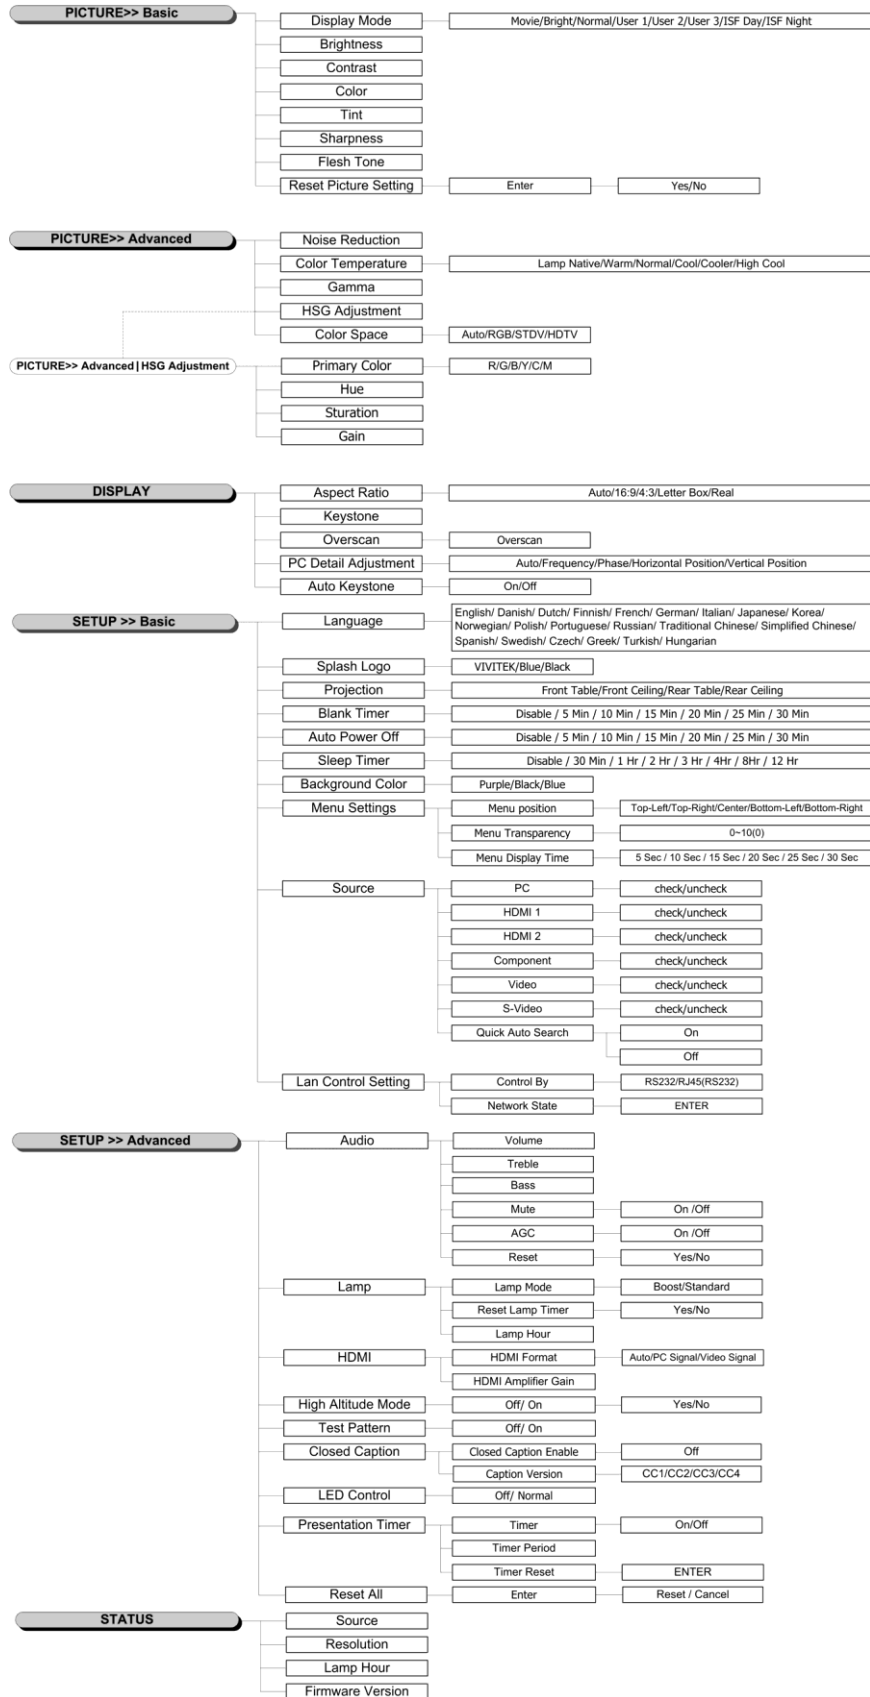 PICTURE>> Basic
Display Mode
Movie/Bright/Normal/User 1/User 2/User 3/ISF Day/ISF Night
Brightness
Contrast
Color
Tint
Sharpness
Flesh Tone
Reset Picture Setting
Enter
Yes/No
PICTURE>> Advanced
Noise Reduction
Color Temperature
Lamp Native/Warm/Normal/Cool/Cooler/High Cool
Gamma
HSG Adjustment
Color Space
Auto/RGB/STDV/HDTV
PICTURE>> Advanced | HSG Adjustment
Primary Color
R/G/B/Y/C/M
Hue
Sturation
Gain
DISPLAY
Aspect Ratio
Auto/16:9/4:3/Letter Box/Real
Keystone
Overscan
Overscan
PC Detail Adjustment
Auto/Frequency/Phase/Horizontal Position/Vertical Position
Auto Keystone
On/Off
SETUP >> Basic
Language
English/ Danish/ Dutch/ Finnish/ French/ German/ Italian/ Japanese/ Korea/
Norwegian/ Polish/ Portuguese/ Russian/ Traditional Chinese/ Simplified Chinese/
Spanish/ Swedish/ Czech/ Greek/ Turkish/ Hungarian
Splash Logo
VIVITEK/Blue/Black
Projection
Front Table/Front Ceiling/Rear Table/Rear Ceiling
Blank Timer
Disable / 5 Min / 10 Min / 15 Min / 20 Min / 25 Min / 30 Min
Auto Power Off
Disable / 5 Min / 10 Min / 15 Min / 20 Min / 25 Min / 30 Min
Sleep Timer
Disable / 30 Min / 1 Hr / 2 Hr / 3 Hr / 4Hr / 8Hr / 12 Hr
Background Color
Purple/Black/Blue
Menu Settings
Menu position
Top-Left/Top-Right/Center/Bottom-Left/Bottom-Right
Menu Transparency
0~10(0)
Menu Display Time
5 Sec / 10 Sec / 15 Sec / 20 Sec / 25 Sec / 30 Sec
Source
PC
check/uncheck
HDMI 1
check/uncheck
HDMI 2
check/uncheck
Component
check/uncheck
Video
check/uncheck
S-Video
check/uncheck
Quick Auto Search
On
Off
Lan Control Setting
Control By
RS232/RJ45(RS232)
Network State
ENTER
SETUP >> Advanced
Audio
Volume
Treble
Bass
Mute
On /Off
AGC
On /Off
Reset
Yes/No
Lamp
Lamp Mode
Boost/Standard
Reset Lamp Timer
Yes/No
Lamp Hour
HDMI
HDMI Format
Auto/PC Signal/Video Signal
HDMI Amplifier Gain
High Altitude Mode
Off/ On
Yes/No
Test Pattern
Off/ On
Closed Caption
Closed Caption Enable
Off
Caption Version
CC1/CC2/CC3/CC4
LED Control
Off/ Normal
Presentation Timer
Timer
On/Off
Timer Period
Timer Reset
ENTER
Reset All
Enter
Reset / Cancel
STATUS
Source
Resolution
Lamp Hour
Firmware Version